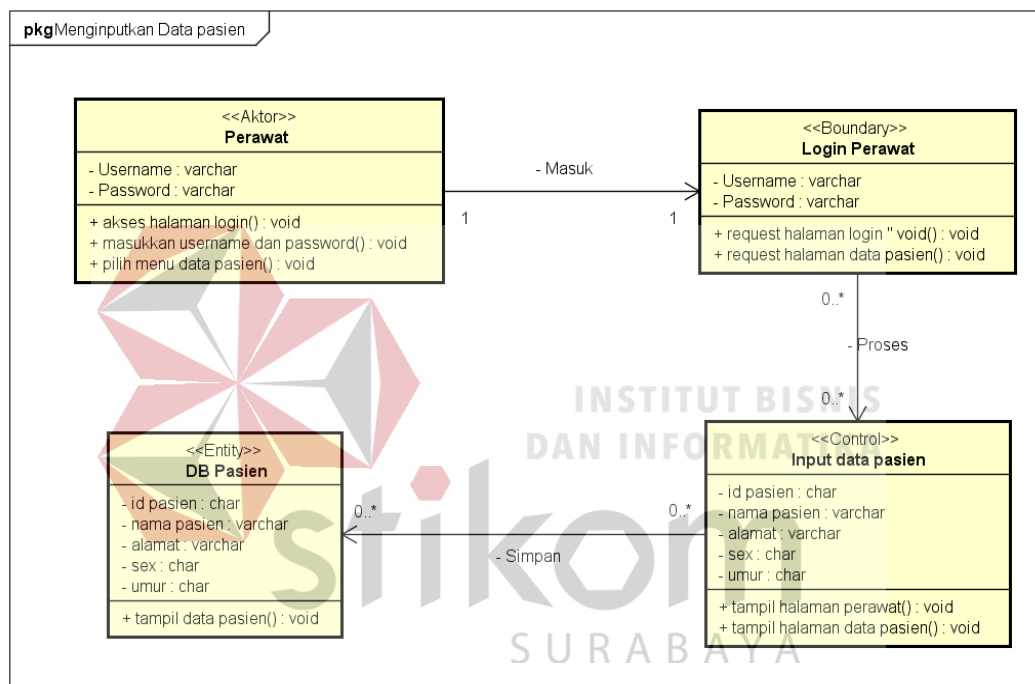 pkg Menginputkan Data pasien
<<Aktor>>
Perawat
- Username : varchar
- Password : varchar
+ akses halaman login() : void
+ masukkan username dan password() : void
+ pilih menu data pasien() : void
- Masuk
1
1
<<Boundary>>
Login Perawat
- Username : varchar
- Password : varchar
+ request halaman login " void() : void
+ request halaman data pasien() : void
0..*
- Proses
0..*
<<Control>>
Input data pasien
- id pasien : char
- nama pasien : varchar
- alamat : varchar
- sex : char
- umur : char
+ tampil halaman perawat() : void
+ tampil halaman data pasien() : void
0..*
- Simpan
0..*
<<Entity>>
DB Pasien
- id pasien : char
- nama pasien : varchar
- alamat : varchar
- sex : char
- umur : char
+ tampil data pasien() : void
INSTITUT BISNIS
DAN INFORMATIKA
stikom
SURABAYA